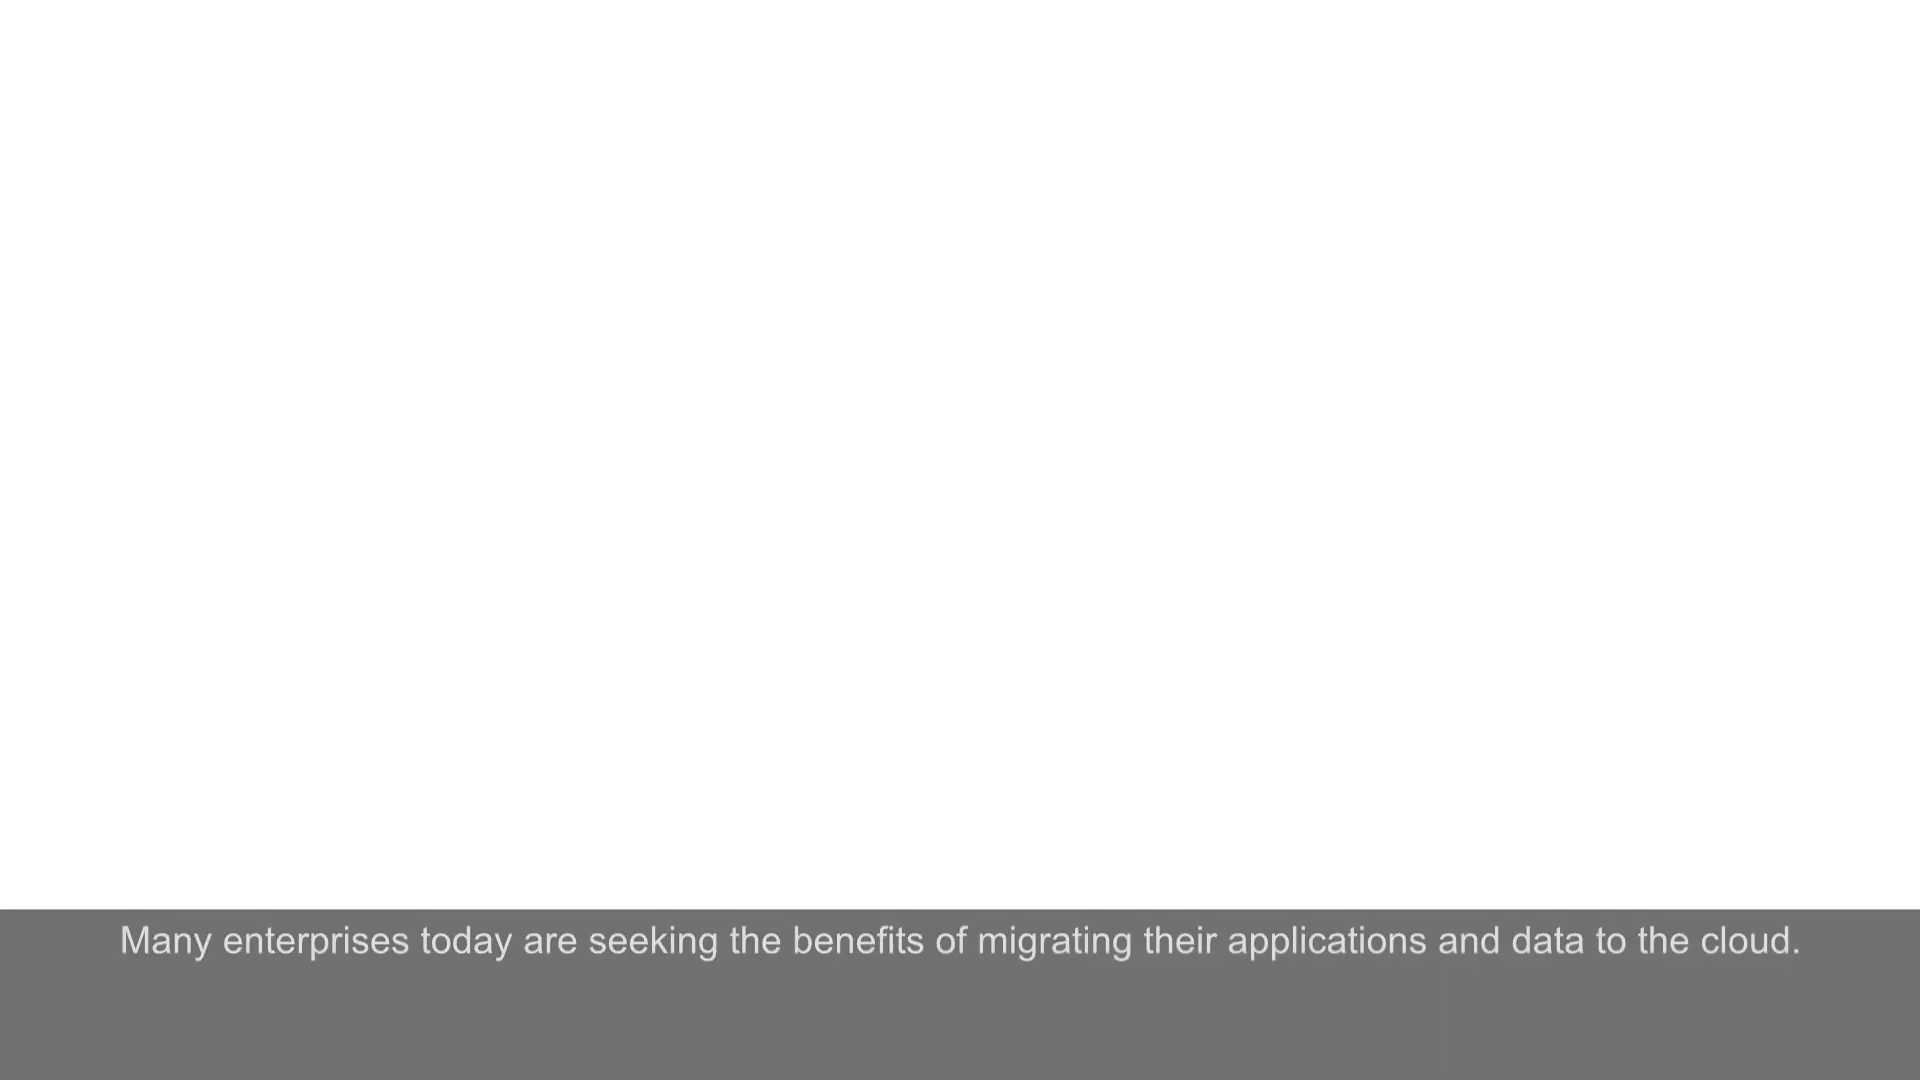 Many enterprises today are seeking the benefits of migrating their applications and data to the cloud.